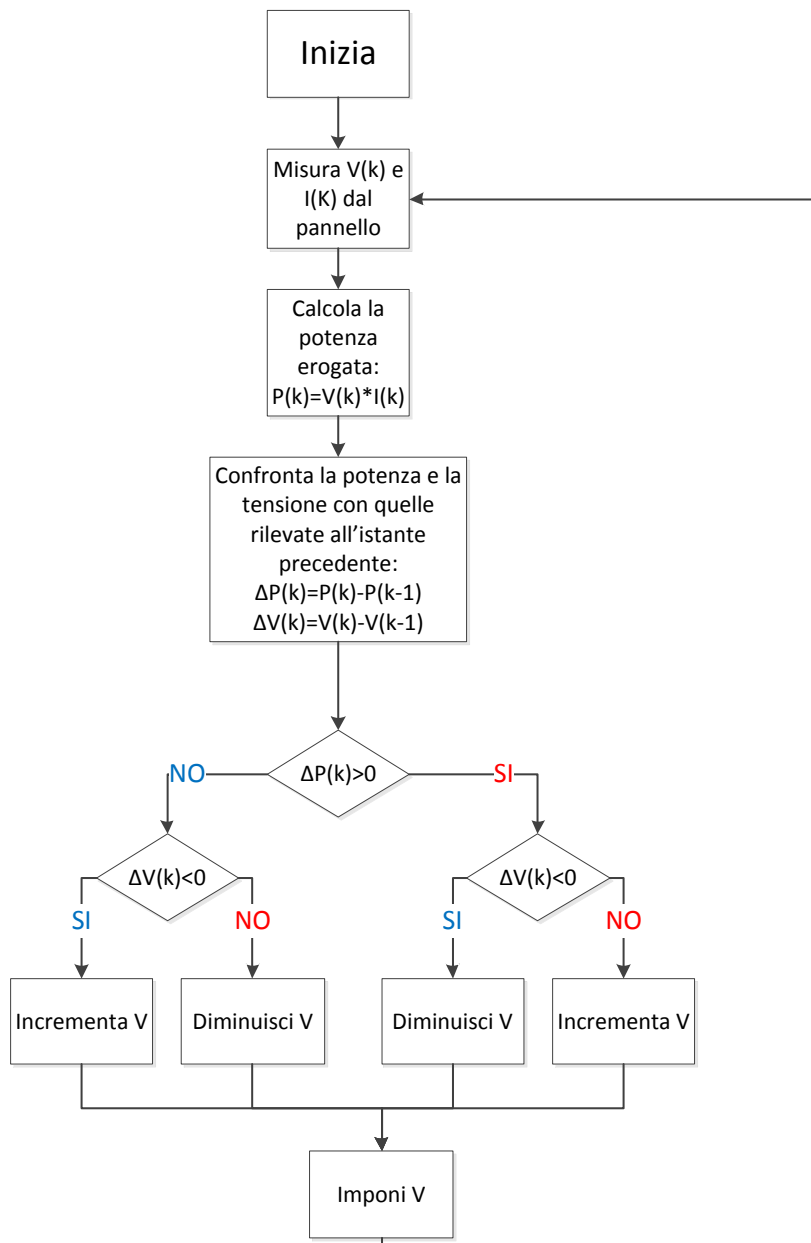 Inizia
Misura V(k) e
I(K) dal
pannello
Calcola la
potenza
erogata:
P(k)=V(k)*I(k)
Confronta la potenza e la
tensione con quelle
rilevate all'istante
precedente:
ΔP(k)=P(k)-P(k-1)
ΔV(k)=V(k)-V(k-1)
NO
ΔP(k)>0
SI
ΔV(k)<0
ΔV(k)<0
SI
NO
SI
NO
Incrementa V
Diminuisci V
Diminuisci V
Incrementa V
Imponi V